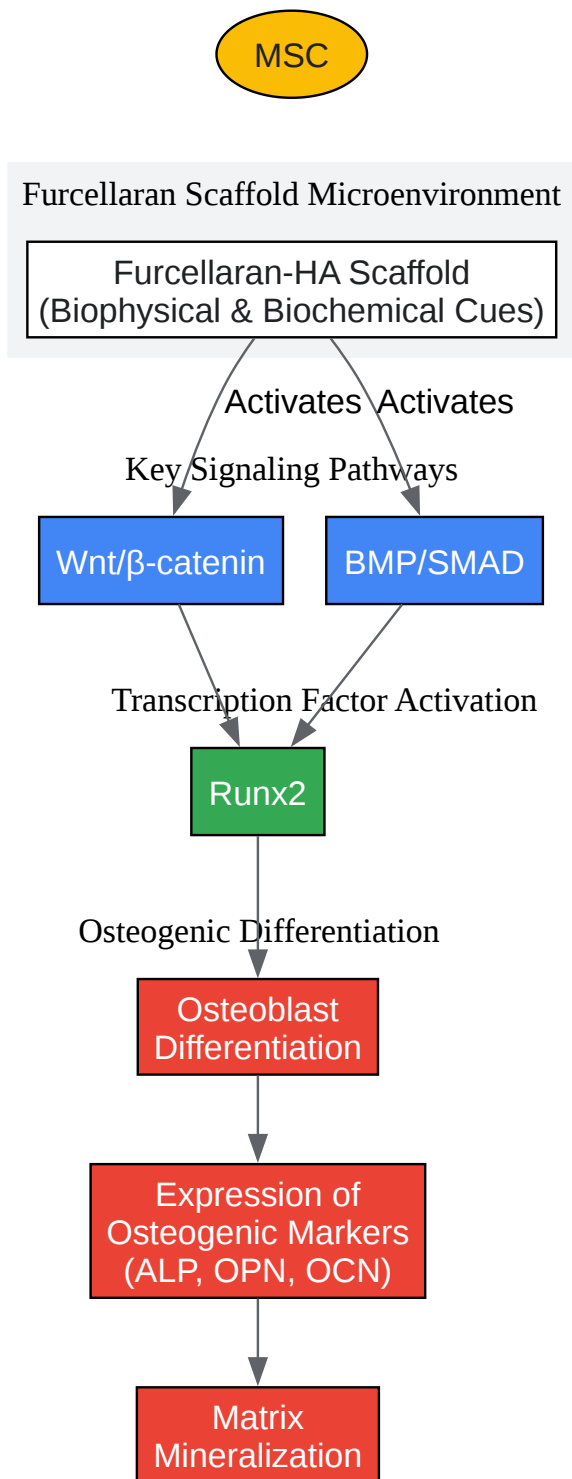 MSC
Furcellaran Scaffold Microenvironment
Furcellaran-HA Scaffold
(Biophysical & Biochemical Cues)
Activates
Activates
Key Signaling Pathways
Wnt/β-catenin
BMP/SMAD
Transcription Factor Activation
Runx2
Osteogenic Differentiation
Osteoblast
Differentiation
Expression of
Osteogenic Markers
(ALP, OPN, OCN)
Matrix
Mineralization